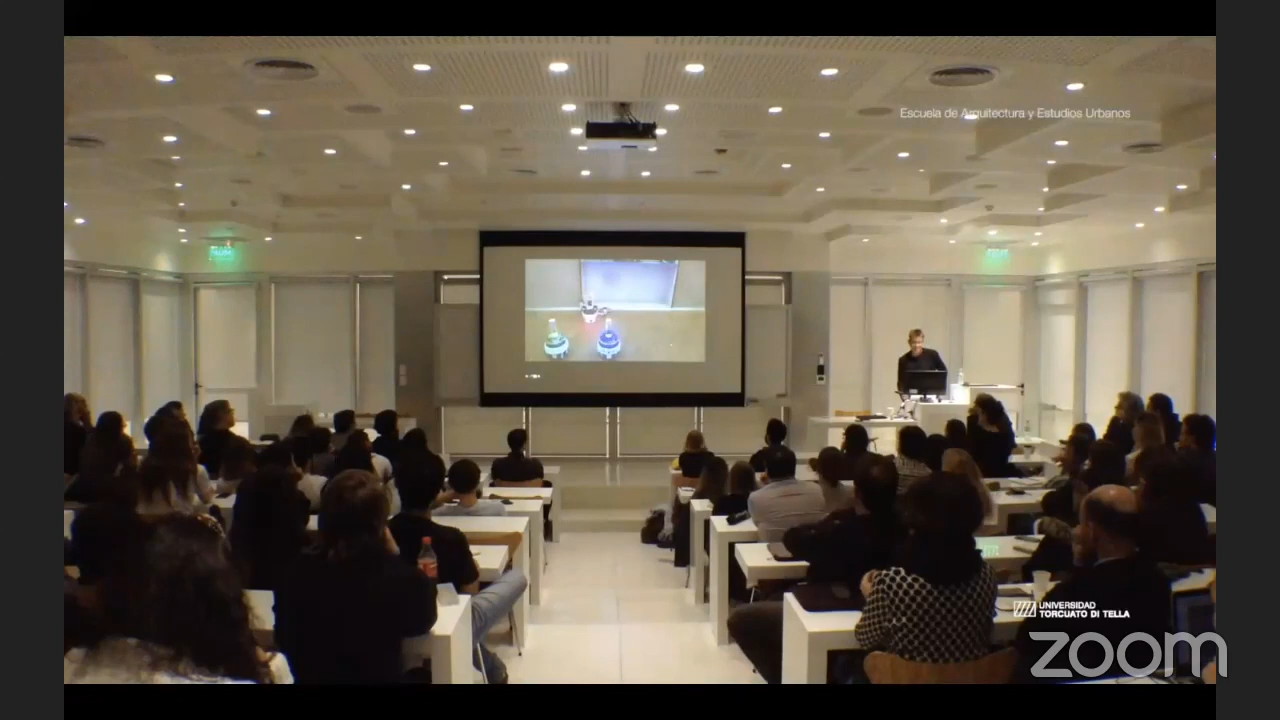 Escuela de Arquitectura y Estudios Urbanos
UNIVERSIDAD
TORCUATO DI TELLA
zoom